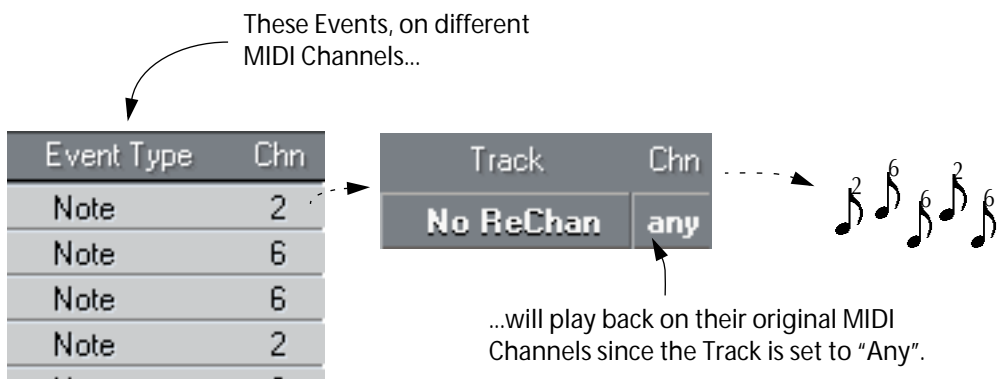 These Events, on different
MIDI Channels...
Event Type Chn
Note 2
Note 6
Note 6
Note 2
Track Chn
No ReChan any
2 6 6 2 6
...will play back on their original MIDI
Channels since the Track is set to “Any”.